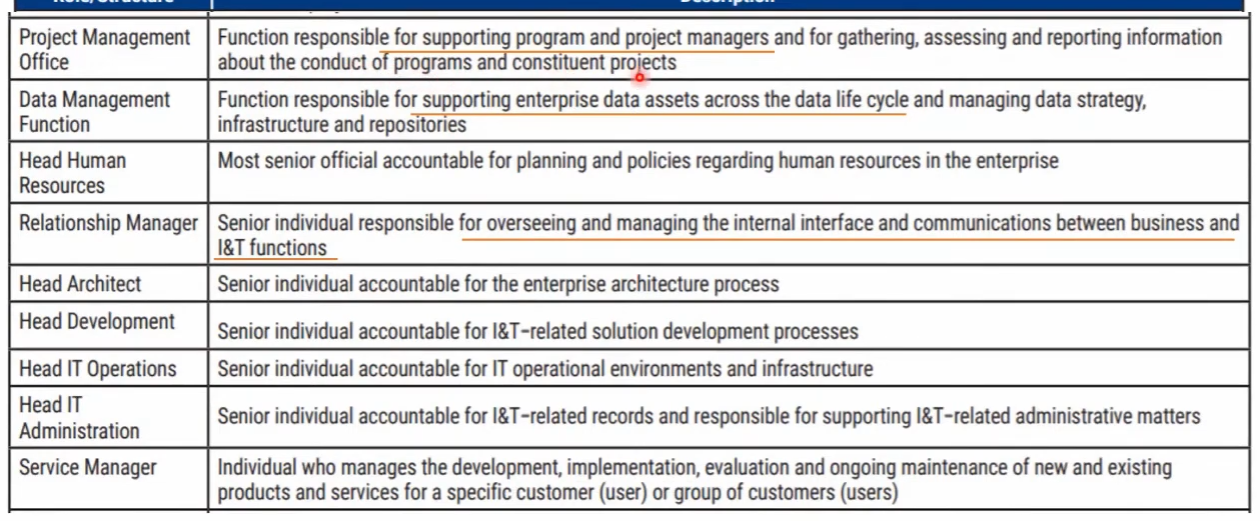 Role/Structure Description
Project Management Function responsible for supporting program and project managers and for gathering, assessing and reporting information
Office about the conduct of programs and constituent projects
Data Management Function responsible for supporting enterprise data assets across the data life cycle and managing data strategy,
Function infrastructure and repositories
Head Human Most senior official accountable for planning and policies regarding human resources in the enterprise
Resources
Relationship Manager Senior individual responsible for overseeing and managing the internal interface and communications between business and
I&T functions
Head Architect Senior individual accountable for the enterprise architecture process
Head Development Senior individual accountable for I&T–related solution development processes
Head IT Operations Senior individual accountable for IT operational environments and infrastructure
Head IT
Administration Senior individual accountable for I&T–related records and responsible for supporting I&T–related administrative matters
Service Manager Individual who manages the development, implementation, evaluation and ongoing maintenance of new and existing
products and services for a specific customer (user) or group of customers (users)